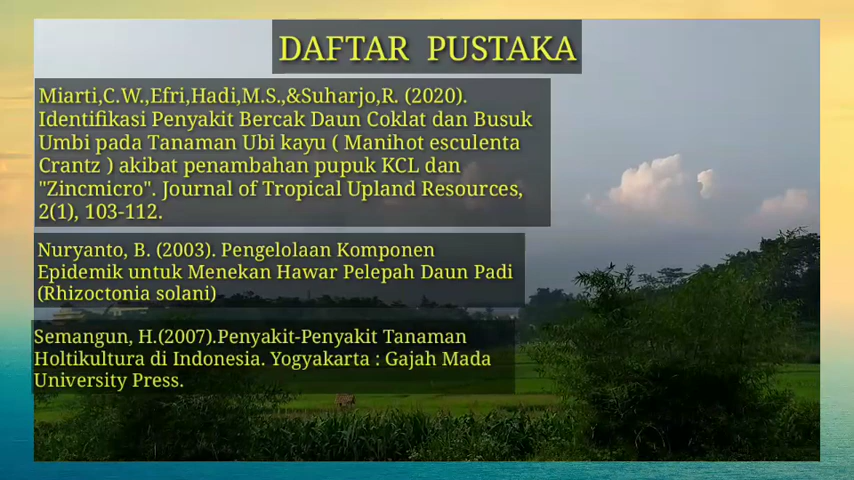 DAFTAR PUSTAKA
Miarti,C.W.,Efri,Hadi,M.S.,&Suharjo,R. (2020).
Identifikasi Penyakit Bercak Daun Coklat dan Busuk
Umbi pada Tanaman Ubi kayu ( Manihot esculenta
Crantz ) akibat penambahan pupuk KCL dan
"Zincmicro". Journal of Tropical Upland Resources,
2(1), 103-112.
Nuryanto, B. (2003). Pengelolaan Komponen
Epidemik untuk Menekan Hawar Pelepah Daun Padi
(Rhizoctonia solani)
Semangun, H.(2007).Penyakit-Penyakit Tanaman
Holtikultura di Indonesia. Yogyakarta : Gajah Mada
University Press.